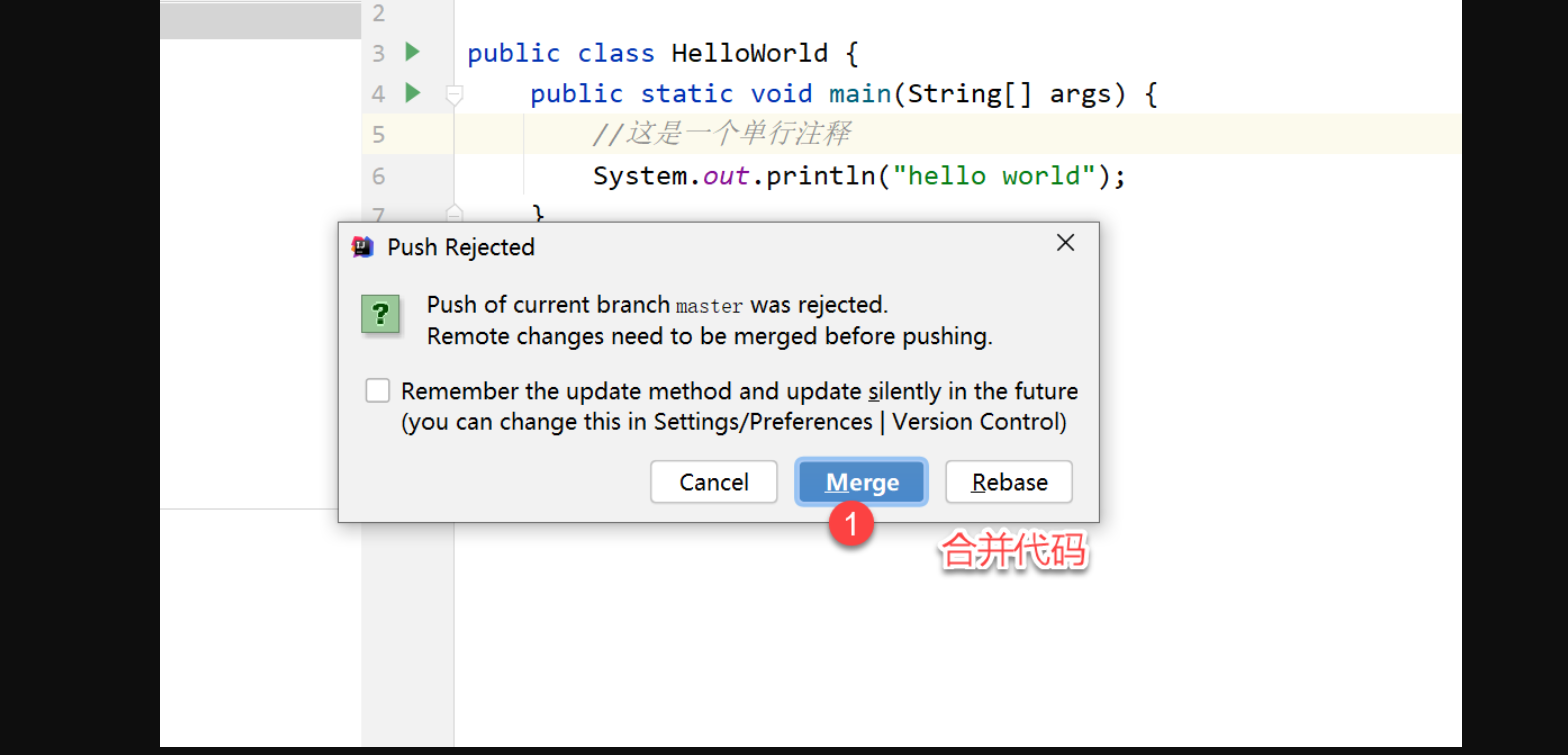 2
3 public class HelloWorld {
4 public static void main(String[] args) {
5 //这是一个单行注释
6 System.out.println("hello world");
7 }
Push Rejected
?
Push of current branch master was rejected.
Remote changes need to be merged before pushing.
Remember the update method and update silently in the future
(you can change this in Settings/Preferences | Version Control)
Cancel Merge Rebase
1
合并代码